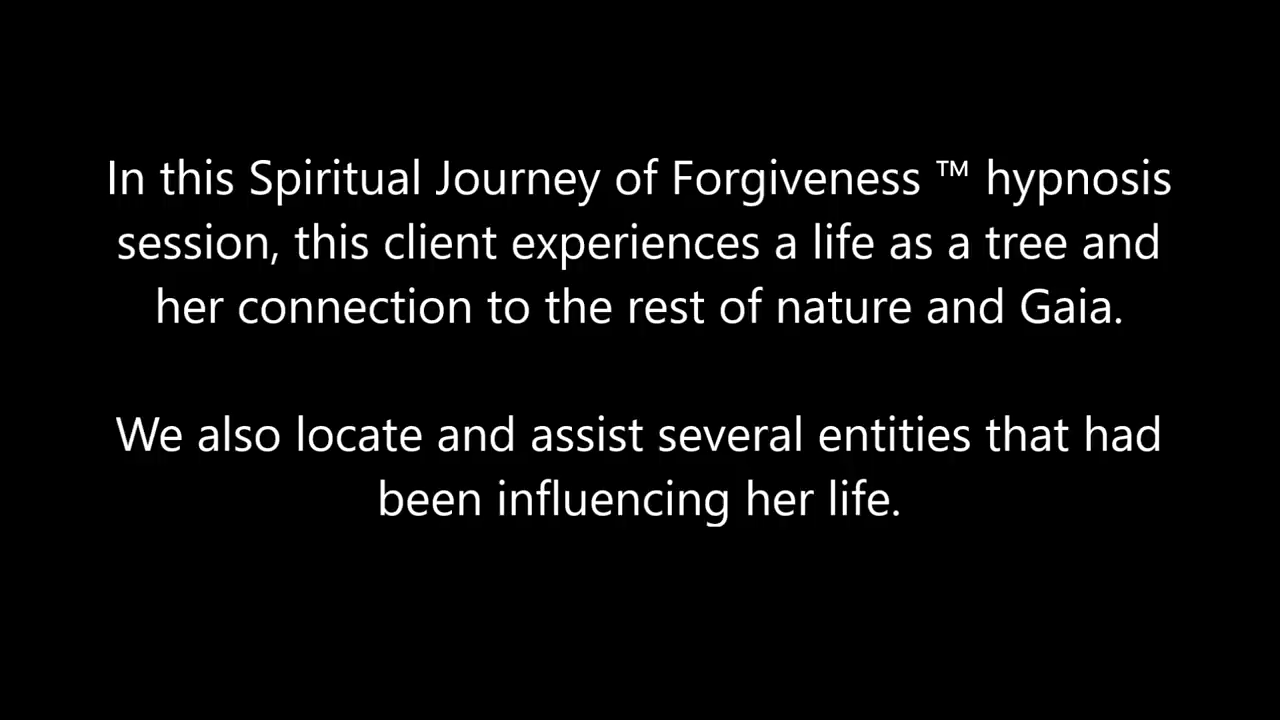 In this Spiritual Journey of Forgiveness ™ hypnosis
session, this client experiences a life as a tree and
her connection to the rest of nature and Gaia.
We also locate and assist several entities that had
been influencing her life.